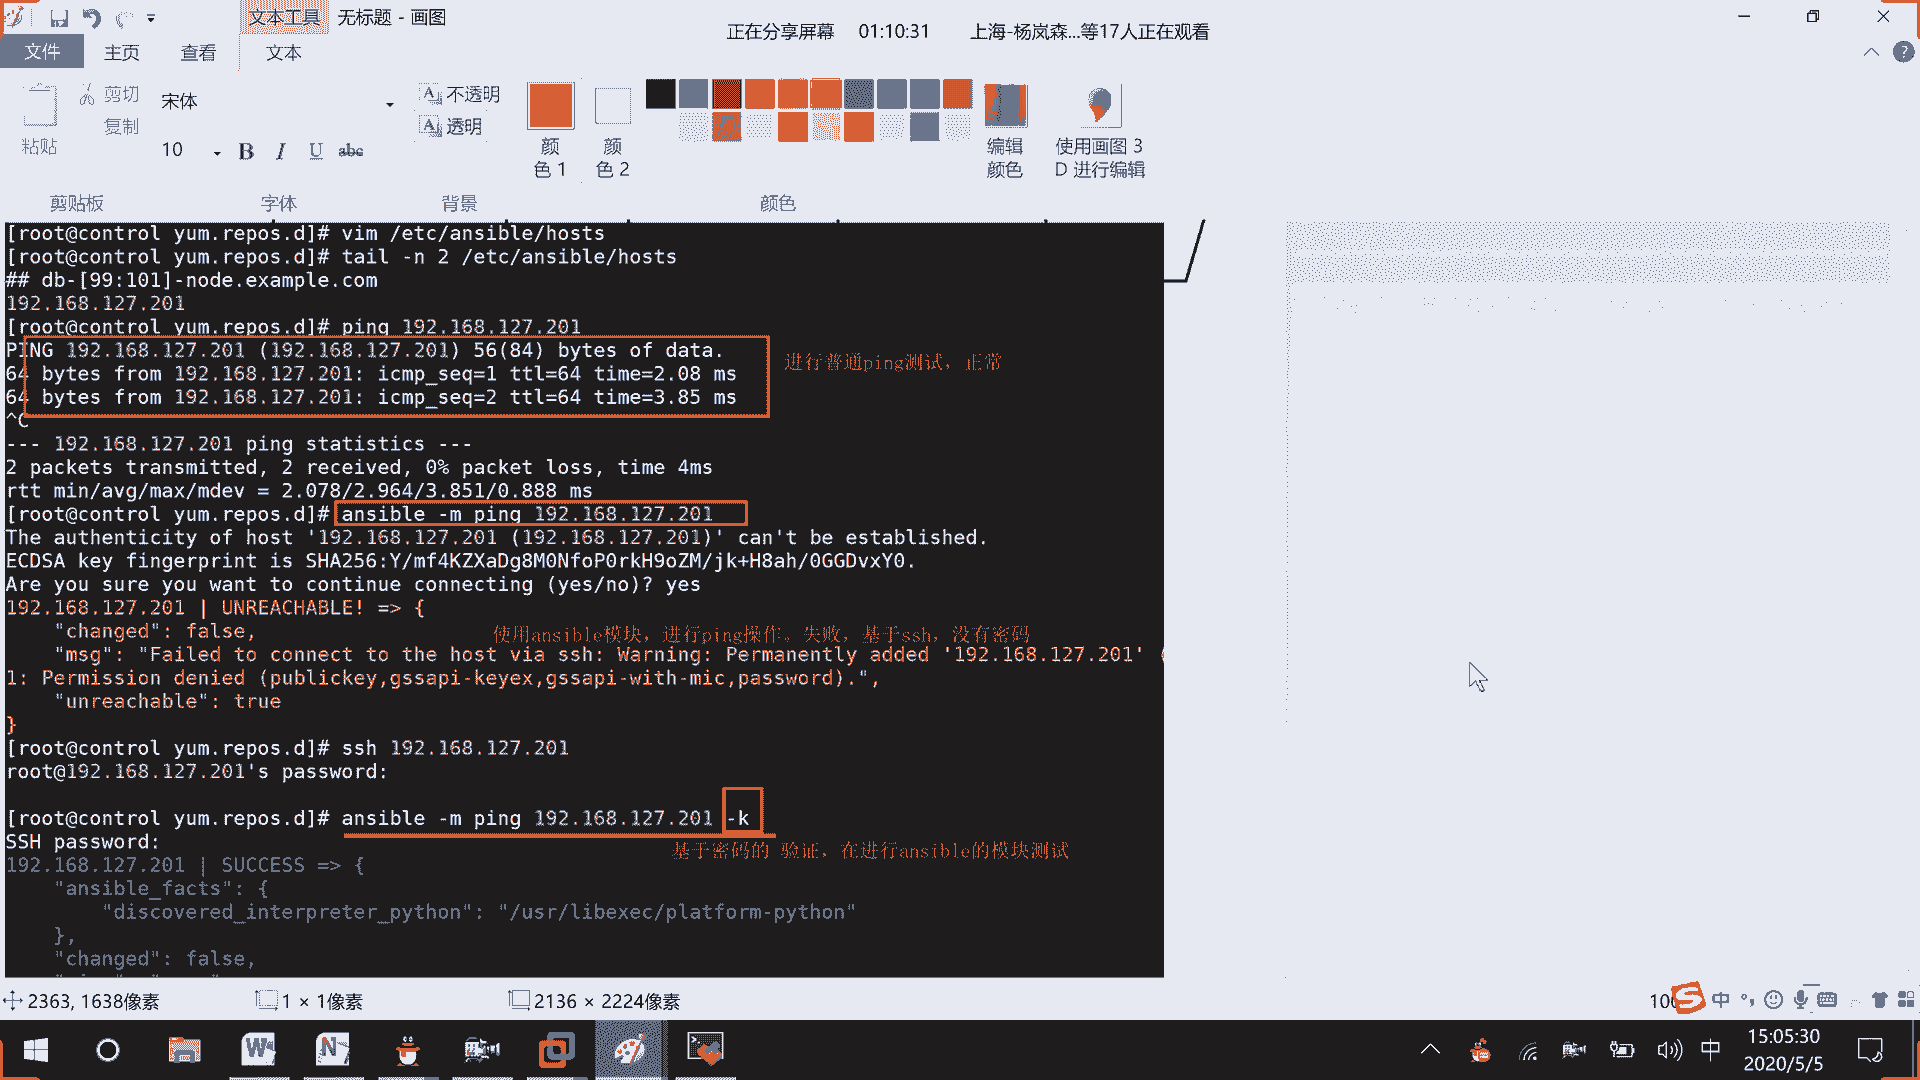 文本工具
无标题 - 画图
正在分享屏幕 01:10:31 上海-杨岚森...等17人正在观看
文件 主页 查看 文本
粘贴
剪切
复制
宋体
10
B I U abc
A 不透明
A 透明
颜
色 1
颜
色 2
编辑
颜色
使用画图 3
D 进行编辑
剪贴板 字体 背景 颜色
[root@control yum.repos.d]# vim /etc/ansible/hosts
[root@control yum.repos.d]# tail -n 2 /etc/ansible/hosts
## db-[99:101]-node.example.com
192.168.127.201
[root@control yum.repos.d]# ping 192.168.127.201
PING 192.168.127.201 (192.168.127.201) 56(84) bytes of data.
进行普通ping测试，正常
64 bytes from 192.168.127.201: icmp_seq=1 ttl=64 time=2.08 ms
64 bytes from 192.168.127.201: icmp_seq=2 ttl=64 time=3.85 ms
^C
--- 192.168.127.201 ping statistics ---
2 packets transmitted, 2 received, 0% packet loss, time 4ms
rtt min/avg/max/mdev = 2.078/2.964/3.851/0.888 ms
[root@control yum.repos.d]# ansible -m ping 192.168.127.201
The authenticity of host '192.168.127.201 (192.168.127.201)' can't be established.
ECDSA key fingerprint is SHA256:Y/mf4KZXaDg8M0NfoP0rkH9oZM/jk+H8ah/0GGDvxY0.
Are you sure you want to continue connecting (yes/no)? yes
192.168.127.201 | UNREACHABLE! => {
"changed": false,
使用ansible模块，进行ping操作。失败，基于ssh，没有密码
"msg": "Failed to connect to the host via ssh: Warning: Permanently added '192.168.127.201' (
1: Permission denied (publickey,gssapi-keyex,gssapi-with-mic,password).",
"unreachable": true
}
[root@control yum.repos.d]# ssh 192.168.127.201
root@192.168.127.201's password:
[root@control yum.repos.d]# ansible -m ping 192.168.127.201 -k
SSH password:
基于密码的 验证，在进行ansible的模块测试
192.168.127.201 | SUCCESS => {
"ansible_facts": {
"discovered_interpreter_python": "/usr/libexec/platform-python"
},
"changed": false,
2363, 1638像素 1 × 1像素 2136 × 2224像素
中
中
15:05:30
2020/5/5